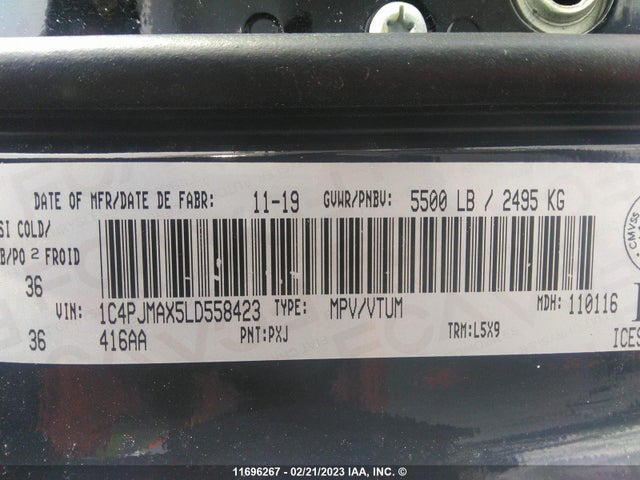 DATE OF MFR/DATE DE FABR: 11-19 GVWR/PNBV: 5500 LB / 2495 KG
SI COLD/
B/PO 2 FROID
36
VIN: 1C4PJMAX5LD558423 TYPE: MPV/VTUM MDH: 110116
36 416AA PNT:PXJ TRM:L5X9 ICES
CMVSS
11696267 - 02/21/2023 IAA, INC. ©